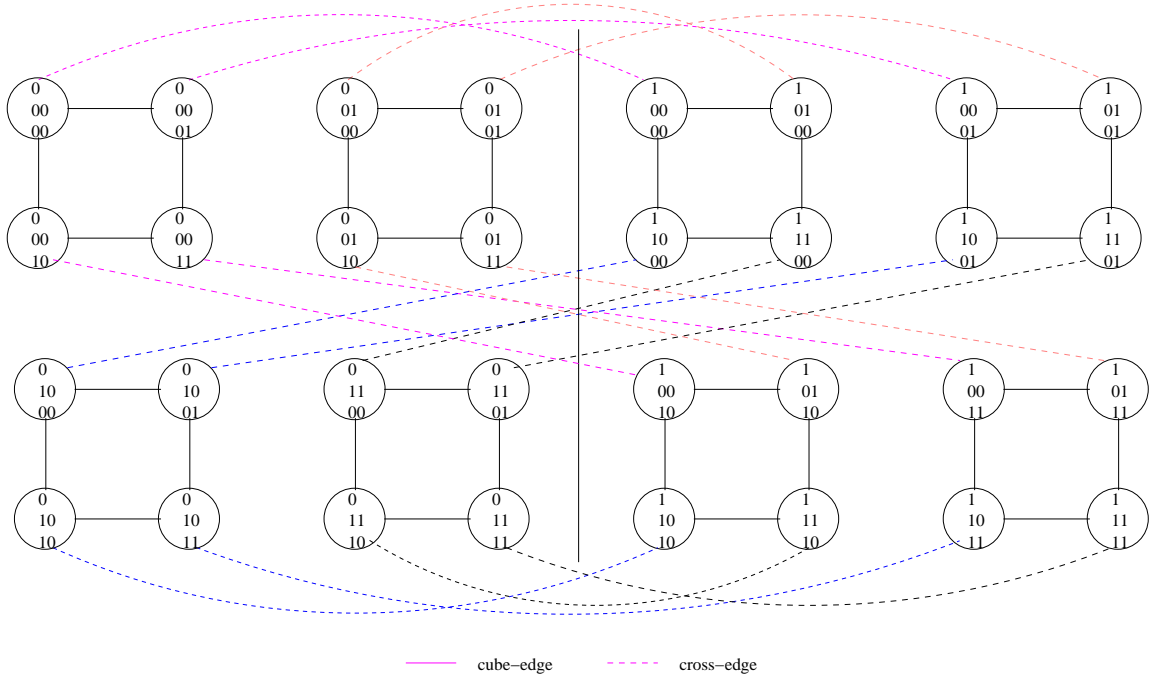 0 0 0 0 1 1 1 1
00 00 01 01 00 01 00 01
00 01 00 01 00 00 01 01
0 0 0 0 1 1 1 1
00 00 01 01 10 11 10 11
10 11 10 11 00 00 01 01
0 0 0 0 1 1 1 1
10 10 11 11 00 01 00 01
00 01 00 01 10 10 11 11
0 0 0 0 1 1 1 1
10 10 11 11 10 11 10 11
10 11 10 11 10 10 11 11
cube-edge cross-edge